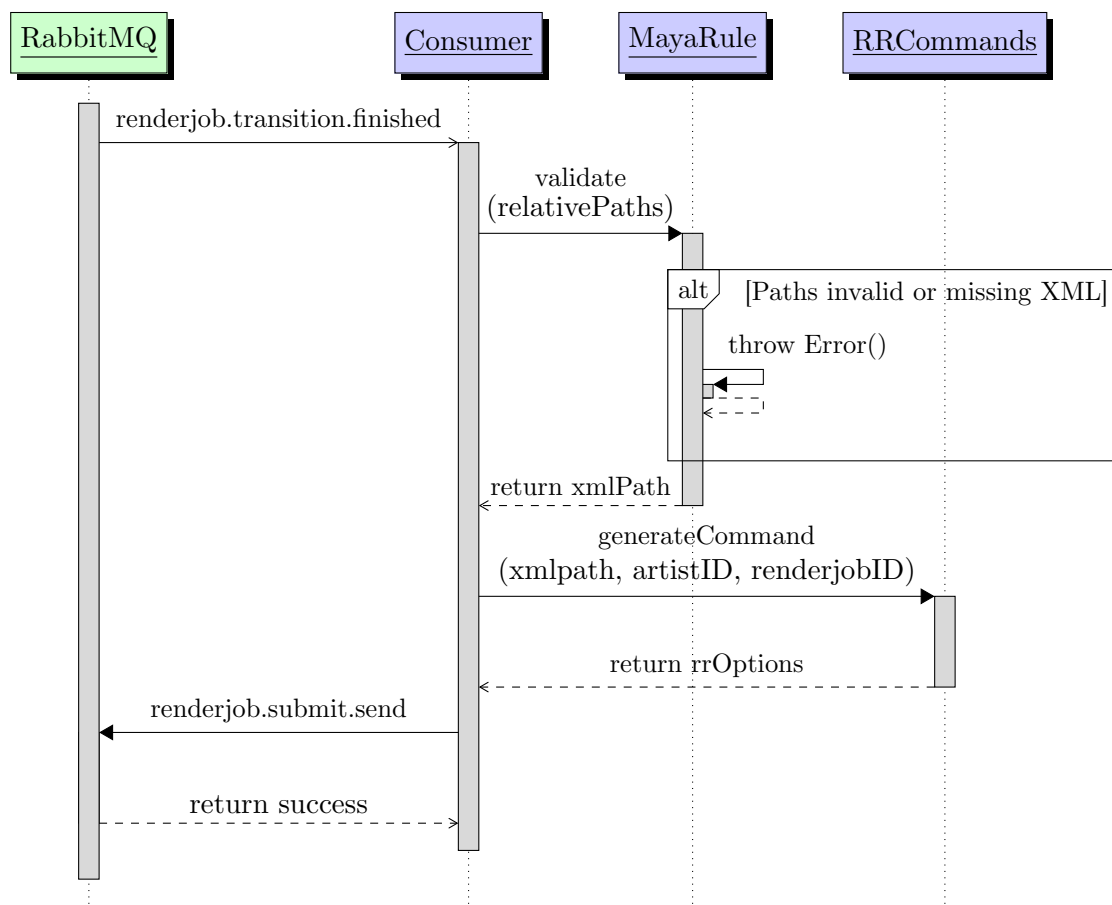 RabbitMQ
Consumer
MayaRule
RRCommands
renderjob.transition.finished
validate
(relativePaths)
alt
[Paths invalid or missing XML]
throw Error()
return xmlPath
generateCommand
(xmlpath, artistID, renderjobID)
return rrOptions
renderjob.submit.send
return success